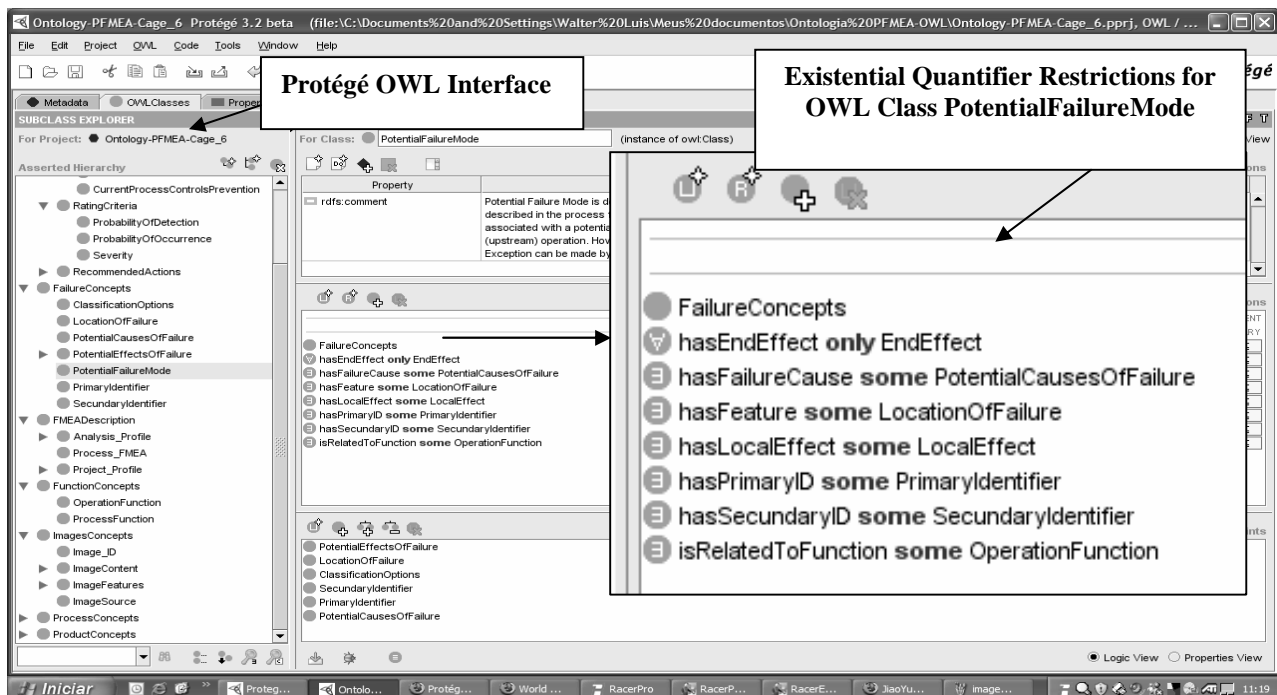 Ontology-PFMEA-Cage_6 Protégé 3.2 beta (file:\C:\Documents%20and%20Settings\Walter%20Luis\Meus%20documentos\Ontologia%20PFMEA-OWL\Ontology-PFMEA-Cage_6.pprj, OWL / ...
File Edit Project OWL Code Tools Window Help
Protégé OWL Interface
Existential Quantifier Restrictions for
OWL Class PotentialFailureMode
Metadata OWLClasses
SUBCLASS EXPLORER
For Project: Ontology-PFMEA-Cage_6
For Class: PotentialFailureMode (instance of owl:Class)
Asserted Hierarchy
CurrentProcessControlsPrevention
RatingCriteria
ProbabilityOfDetection
ProbabilityOfOccurrence
Severity
RecommendedActions
FailureConcepts
ClassificationOptions
LocationOfFailure
PotentialCausesOfFailure
PotentialEffectsOfFailure
PotentialFailureMode
PrimaryIdentifier
SecundaryIdentifier
FMEADescription
Analysis_Profile
Process_FMEA
Project_Profile
FunctionConcepts
OperationFunction
ProcessFunction
ImagesConcepts
Image_ID
ImageContent
ImageFeatures
ImageSource
ProcessConcepts
ProductConcepts
Property
rdfs:comment
Potential Failure Mode is
described in the process
associated with a
(upstream) operation.
Exception can be made by
FailureConcepts
hasEndEffect only EndEffect
hasFailureCause some PotentialCausesOfFailure
hasFeature some LocationOfFailure
hasLocalEffect some LocalEffect
hasPrimaryID some PrimaryIdentifier
hasSecundaryID some SecundaryIdentifier
isRelatedToFunction some OperationFunction
FailureConcepts
hasEndEffect only EndEffect
hasFailureCause some PotentialCausesOfFailure
hasFeature some LocationOfFailure
hasLocalEffect some LocalEffect
hasPrimaryID some PrimaryIdentifier
hasSecundaryID some SecundaryIdentifier
isRelatedToFunction some OperationFunction
PotentialEffectsOfFailure
LocationOfFailure
ClassificationOptions
SecundaryIdentifier
PrimaryIdentifier
PotentialCausesOfFailure
Logic View Properties View
Iniciar Proteg... Ontolo... Protég... World ... RacerPro RacerP... RacerE... JiaoYu... image... 11:19